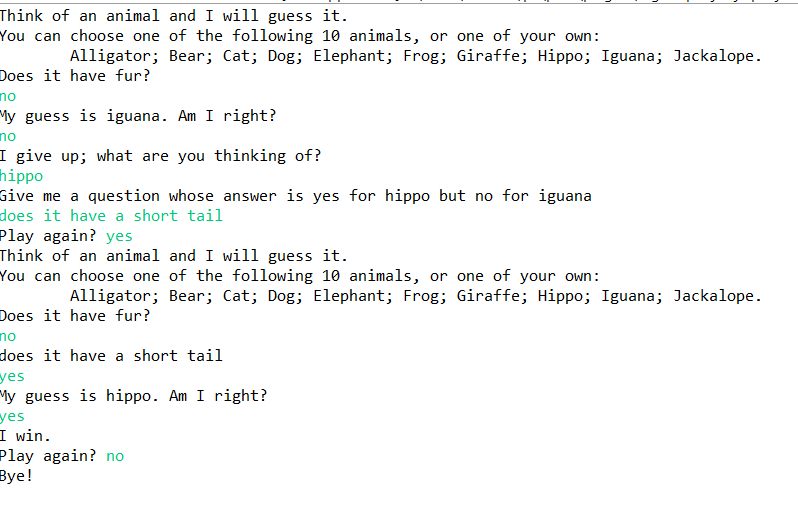 Think of an animal and I will guess it.
You can choose one of the following 10 animals, or one of your own:
Alligator; Bear; Cat; Dog; Elephant; Frog; Giraffe; Hippo; Iguana; Jackalope.
Does it have fur?
no
My guess is iguana. Am I right?
no
I give up; what are you thinking of?
hippo
Give me a question whose answer is yes for hippo but no for iguana
does it have a short tail
Play again? yes
Think of an animal and I will guess it.
You can choose one of the following 10 animals, or one of your own:
Alligator; Bear; Cat; Dog; Elephant; Frog; Giraffe; Hippo; Iguana; Jackalope.
Does it have fur?
no
does it have a short tail
yes
My guess is hippo. Am I right?
yes
I win.
Play again? no
Bye!